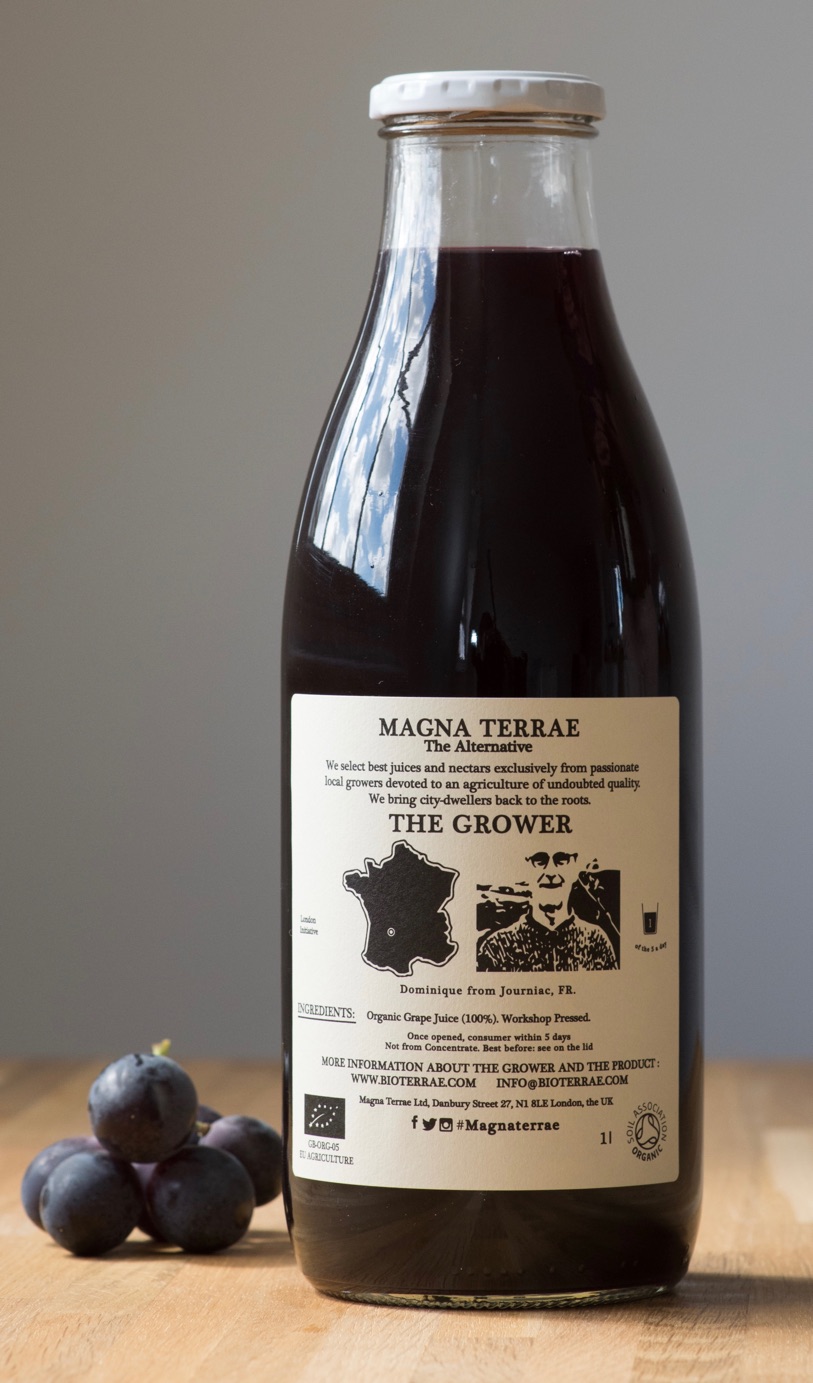 MAGNA TERRAE
The Alternative
We select best juices and nectars exclusively from passionate
local growers devoted to an agriculture of undoubted quality.
We bring city-dwellers back to the roots.
THE GROWER
London
Initiative
1
of the 5 a day
Dominique from Journiac, FR.
INGREDIENTS: Organic Grape Juice (100%). Workshop Pressed.
Once opened, consumer within 5 days
Not from Concentrate. Best before: see on the lid
MORE INFORMATION ABOUT THE GROWER AND THE PRODUCT :
WWW.BIOTERRAE.COM INFO@BIOTERRAE.COM
Magna Terrae Ltd, Danbury Street 27, N1 8LE London, the UK
#Magnaterrae
GB-ORG-05
EU AGRICULTURE
1l
SOIL ASSOCIATION
ORGANIC